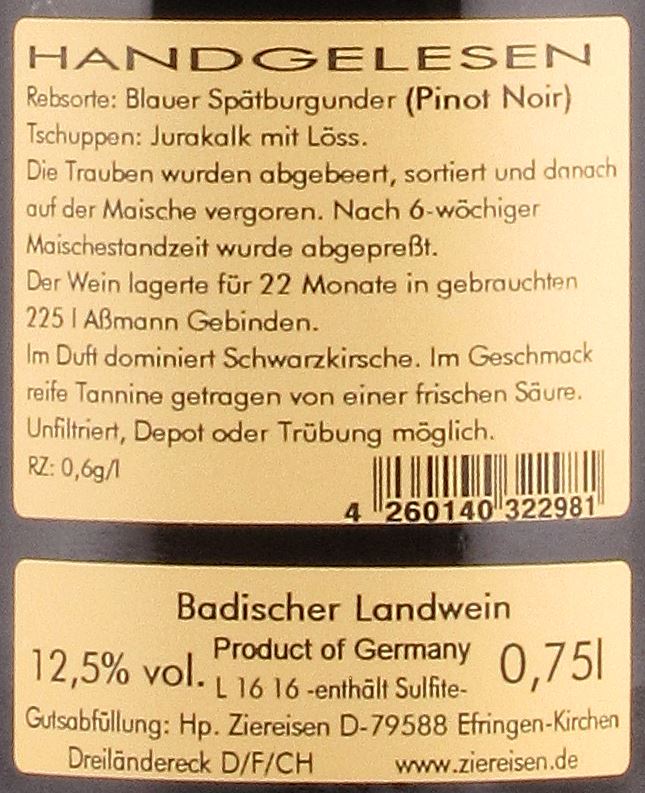 HANDGELESEN
Rebsorte: Blauer Spätburgunder (Pinot Noir)
Tschuppen: Jurakalk mit Löss.
Die Trauben wurden abgebeert, sortiert und danach
auf der Maische vergoren. Nach 6-wöchiger
Maischestandzeit wurde abgepreßt.
Der Wein lagerte für 22 Monate in gebrauchten
225 l Aßmann Gebinden.
Im Duft dominiert Schwarzkirsche. Im Geschmack
reife Tannine getragen von einer frischen Säure.
Unfiltriert, Depot oder Trübung möglich.
RZ: 0,6g/l
4 260140 322981
Badischer Landwein
12,5% vol. Product of Germany 0,75l
L 16 16 -enthält Sulfite-
Gutsabfüllung: Hp. Ziereisen D-79588 Efringen-Kirchen
Dreiländereck D/F/CH www.ziereisen.de